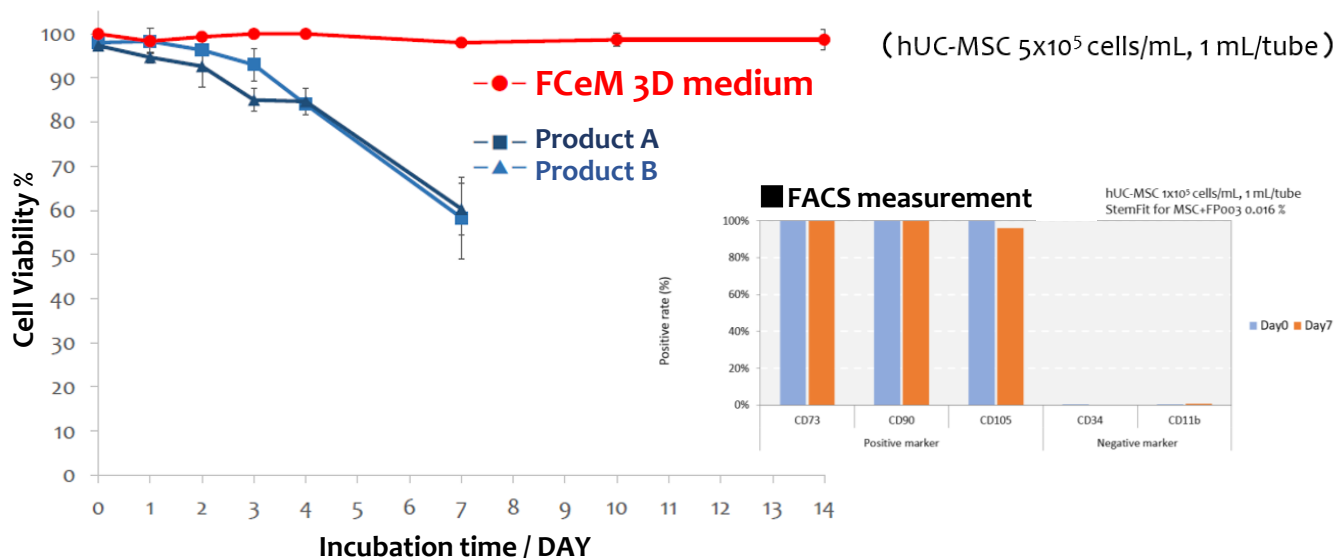 (hUC-MSC 5x10⁵ cells/mL, 1 mL/tube)
100
90
80
70
60
50
40
30
20
10
0
Cell Viability %
FCeM 3D medium
Product A
Product B
0 1 2 3 4 5 6 7 8 9 10 11 12 13 14
Incubation time / DAY
■ FACS measurement
hUC-MSC 1x10⁵ cells/mL, 1 mL/tube
StemFit for MSC+FP003 0.016 %
100%
80%
60%
40%
20%
0%
Positive rate (%)
CD73 CD90 CD105 CD34 CD11b
Positive marker Negative marker
Day0 Day7